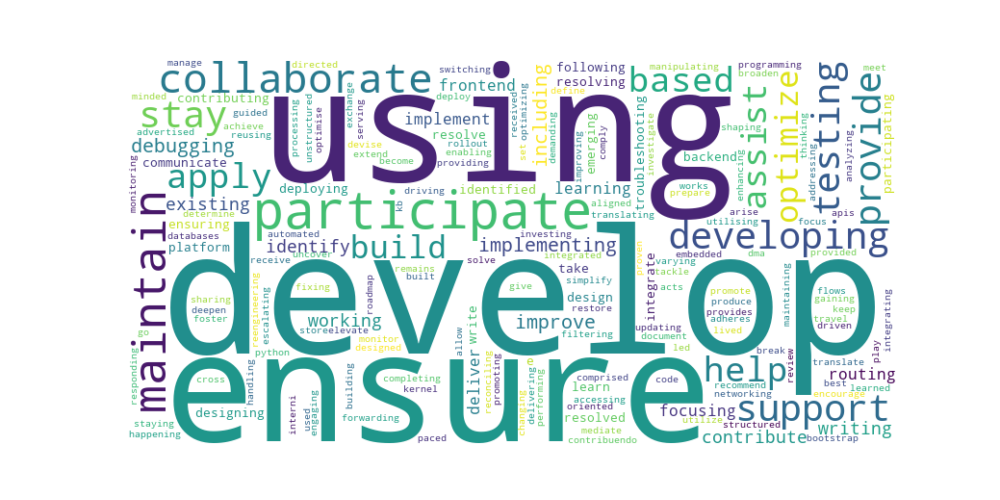 manage
directed
switching
following
manipulating
programming
meet
collaborate
using
frontend
resolving
based
broaden
define
minded
contributing
including
optimize
testing
provide
stay
guided
achieve
reusing
processing
unstructured
optimise
exchange
deploy
serving
implement
received
rollout
optimizing
set
demanding
emerging
improving
comply
troubleshooting
investigate
assist
shaping
thinking
addressing
analyzing
participating
advertised
debugging
devise
extend
become
resolve
enabling
providing
backend
enhancing
communicate
apply
deploying
driving
identified
learning
aligned
translating
works
prepare
arise
apis
utilising
focus
monitoring
maintain
existing
participate
kb
developing
determine
ensuring
databases
platform
automated
identify
uncover
receive
build
investing
implementing
integrated
solve
remains
built
take
simplify
proven
integrate
embedded
dma
provided
varying
tackle
acts
develop
sharing
deepen
foster
go
reengineering
escalating
fixing
store
elevate
roadmap
monitor
designed
working
give
allow
write
design
restore
improve
filtering
updating
document
led
promote
produce
provides
adheres
lived
maintaining
flows
gaining
keep
travel
driven
integrating
responding
python
ensure
cross
handling
deliver
reconciling
promoting
help
break
review
translate
play
best
learned
routing
networking
recommend
encourage
completing
kernel
comprised
learn
accessing
code
oriented
designing
staying
happening
interni
used
engaging
building
forwarding
paced
changing
delivering
performing
resolved
mediate
contribuendo
utilize
focusing
structured
support
contribute
writing
bootstrap